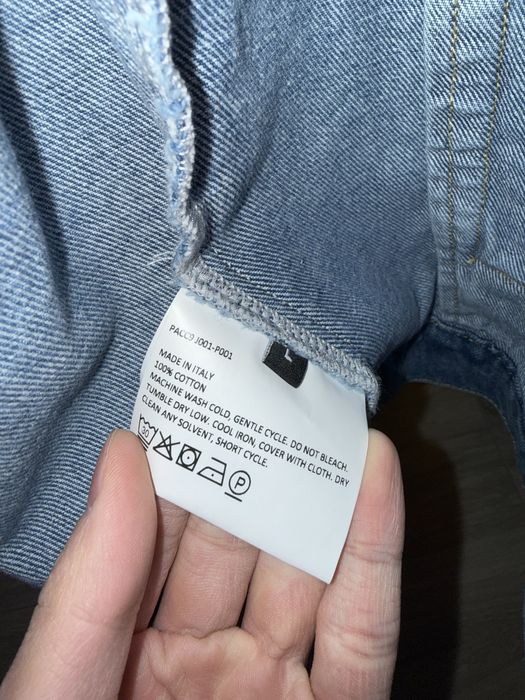 PACC9J001-P001
MADE IN ITALY
100% COTTON
MACHINE WASH COLD, GENTLE CYCLE. DO NOT BLEACH.
TUMBLE DRY LOW. COOL IRON, COVER WITH CLOTH. DRY
CLEAN ANY SOLVENT, SHORT CYCLE.
30 P
L